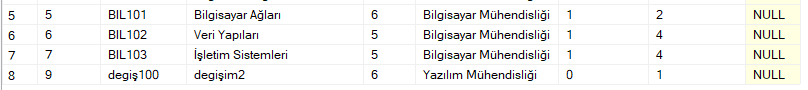 5 5 BIL101 Bilgisayar Ağları 6 Bilgisayar Mühendisliği 1 2 NULL
6 6 BIL102 Veri Yapıları 5 Bilgisayar Mühendisliği 1 4 NULL
7 7 BIL103 İşletim Sistemleri 5 Bilgisayar Mühendisliği 1 4 NULL
8 9 degiş100 değişim2 6 Yazılım Mühendisliği 0 1 NULL